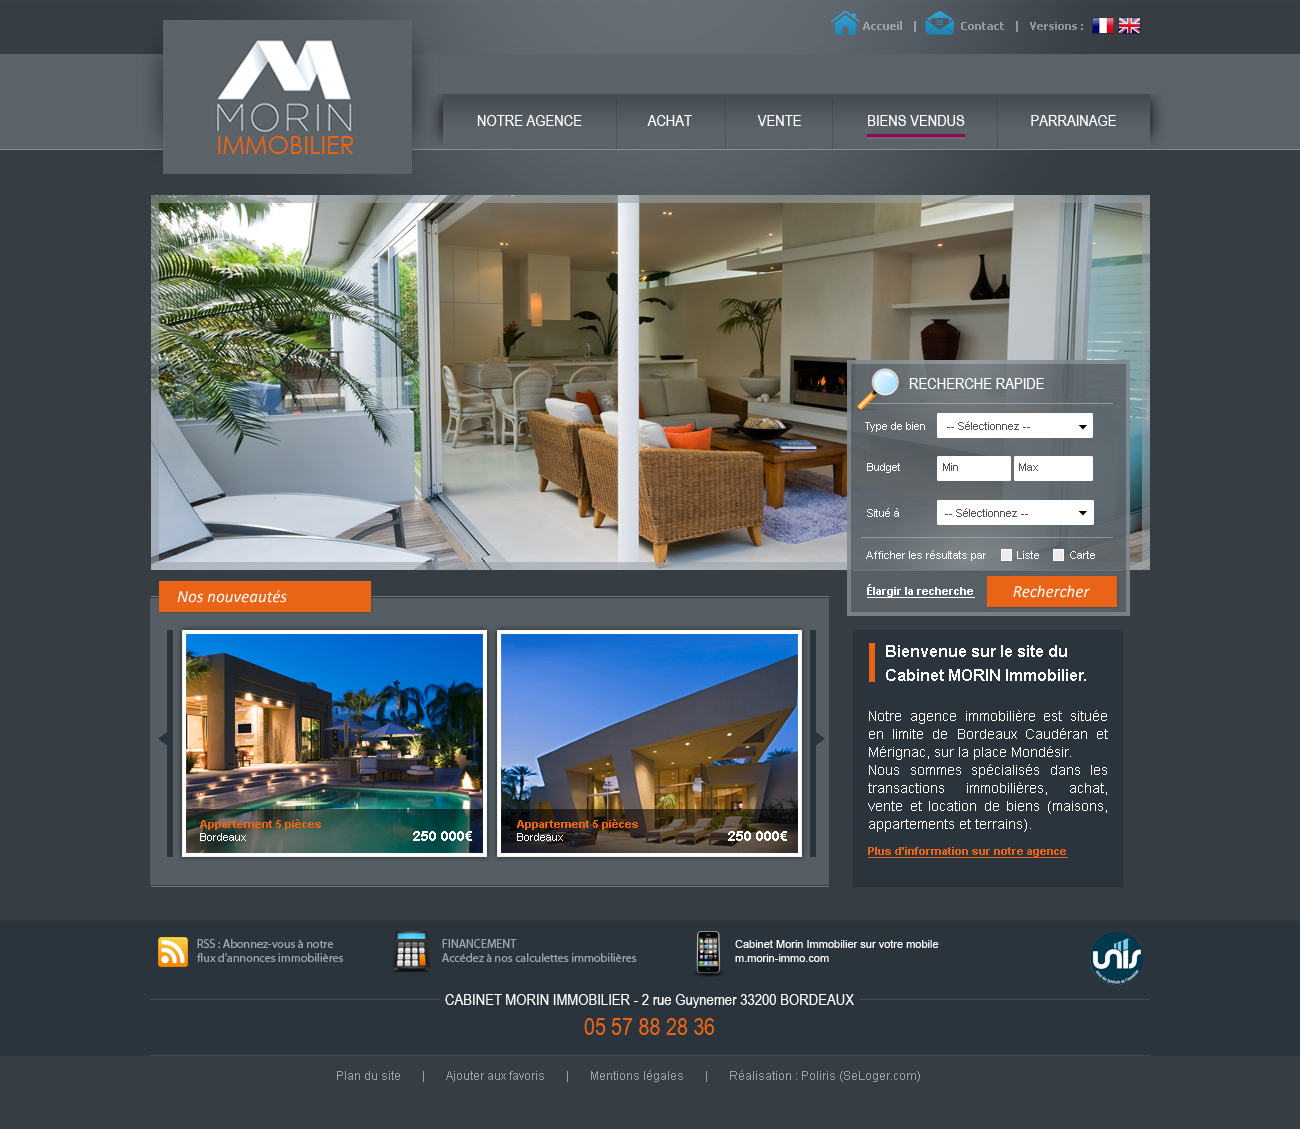 Accueil | Contact | Versions :
MORIN
IMMOBILIER
NOTRE AGENCE ACHAT VENTE BIENS VENDUS PARRAINAGE
RECHERCHE RAPIDE
Type de bien -- Sélectionnez --
Budget Min Max
Situé à -- Sélectionnez --
Afficher les résultats par Liste Carte
Élargir la recherche Rechercher
Nos nouveautés
Appartement 5 pièces
Bordeaux 250 000€
Appartement 5 pièces
Bordeaux 250 000€
Bienvenue sur le site du
Cabinet MORIN Immobilier.
Notre agence immobilière est située
en limite de Bordeaux Caudéran et
Mérignac, sur la place Mondésir.
Nous sommes spécialisés dans les
transactions immobilières, achat,
vente et location de biens (maisons,
appartements et terrains).
Plus d'information sur notre agence
RSS : Abonnez-vous à notre
flux d'annonces immobilières
FINANCEMENT
Accédez à nos calculettes immobilières
Cabinet Morin Immobilier sur votre mobile
m.morin-immo.com
unis
CABINET MORIN IMMOBILIER - 2 rue Guynemer 33200 BORDEAUX
05 57 88 28 36
Plan du site | Ajouter aux favoris | Mentions légales | Réalisation : Poliris (SeLoger.com)